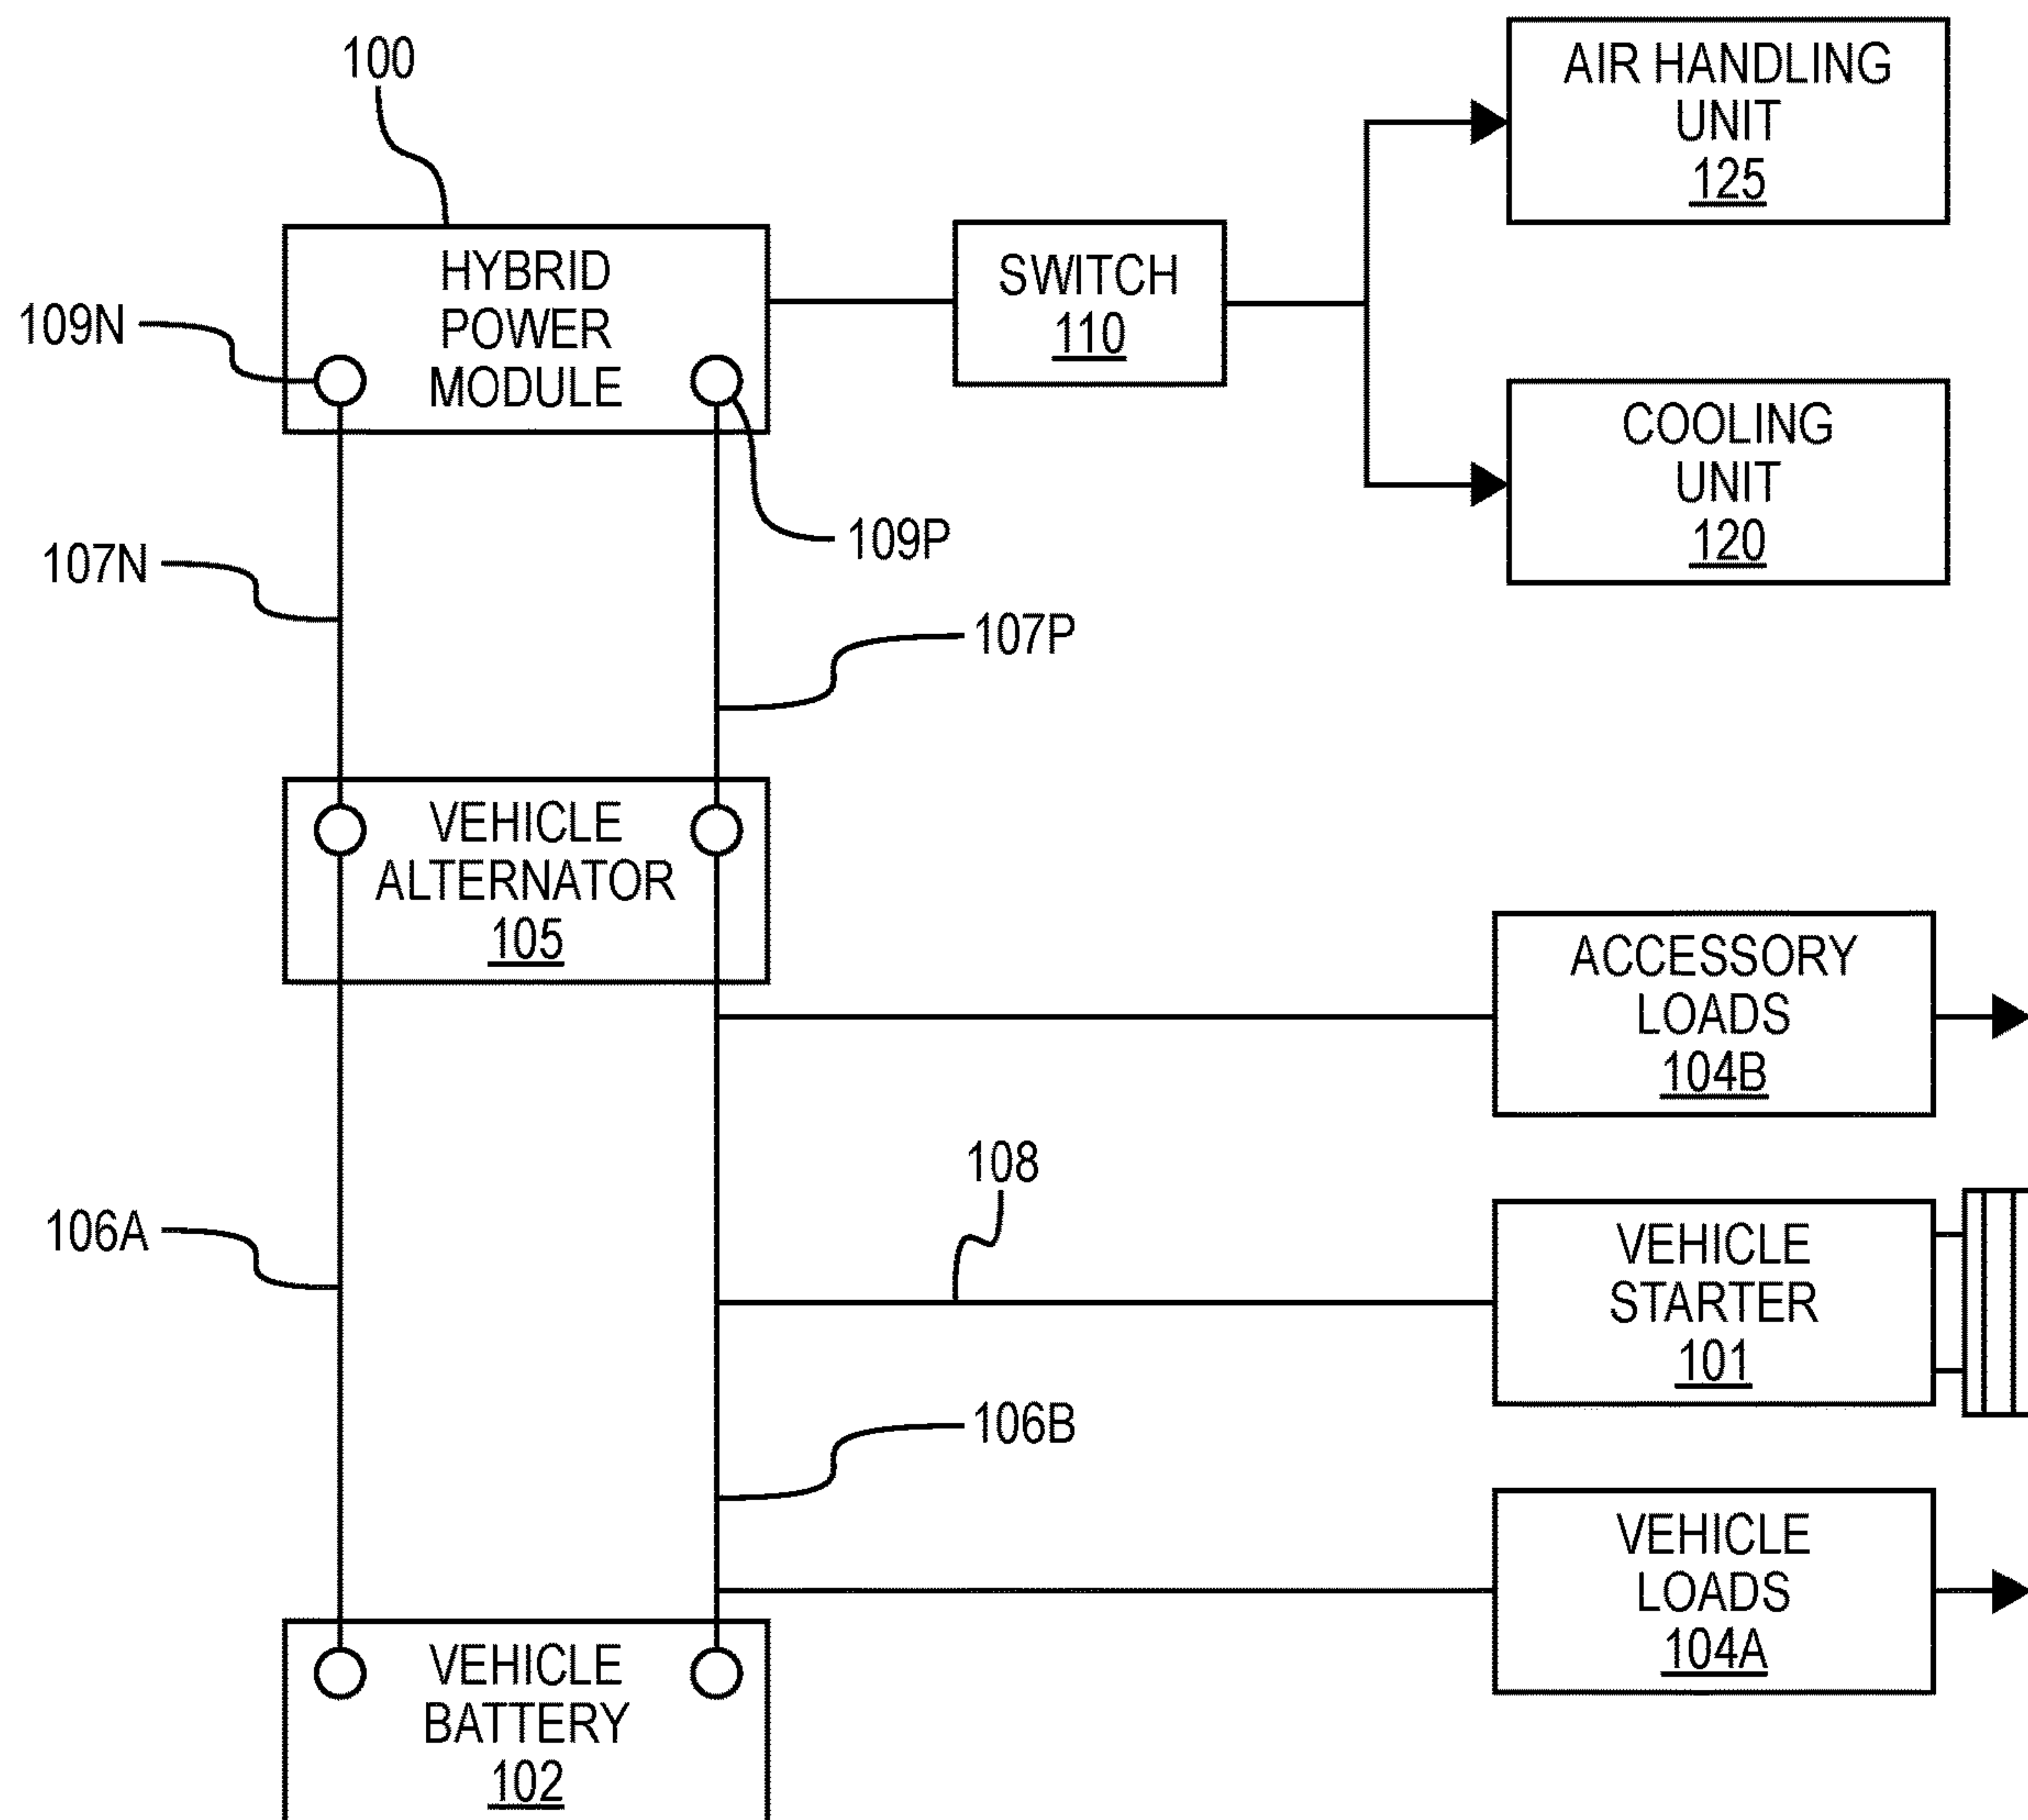 100
AIR HANDLING
UNIT
125
HYBRID
POWER
MODULE
SWITCH
110
109N
109P
COOLING
UNIT
120
107N
107P
VEHICLE
ALTERNATOR
105
ACCESSORY
LOADS
104B
108
106A
VEHICLE
STARTER
101
106B
VEHICLE
LOADS
104A
VEHICLE
BATTERY
102